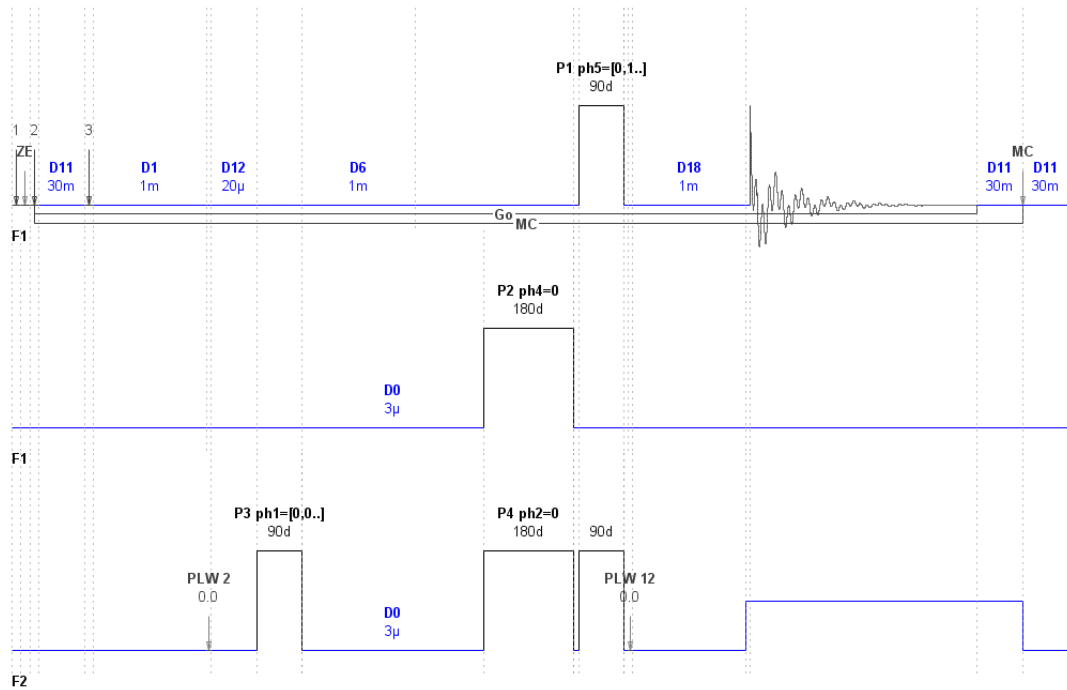 P1 ph5=[0,1..]
90d
1 2 3
ZE
D11 D1 D12 D6 D18 D11 MC D11
30m 1m 20µ 1m 1m 30m 30m
Go
MC
F1
P2 ph4=0
180d
D0
3µ
F1
P3 ph1=[0,0..] P4 ph2=0
90d 180d 90d
PLW 2 PLW 12
0.0 0.0
D0
3µ
F2